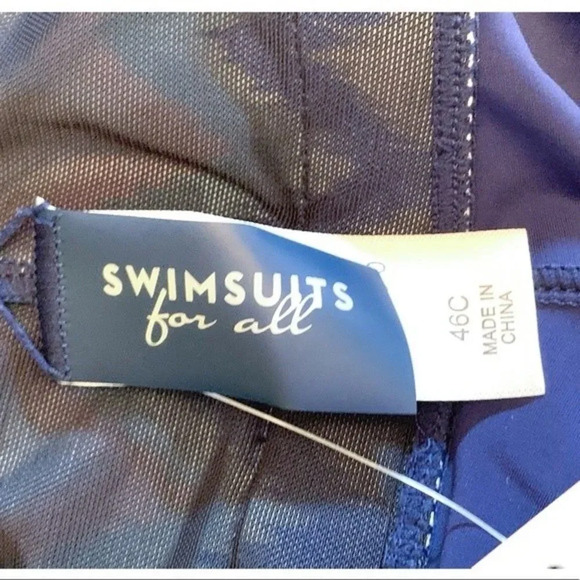 SWIMSUITS
for all
46C
MADE IN
CHINA